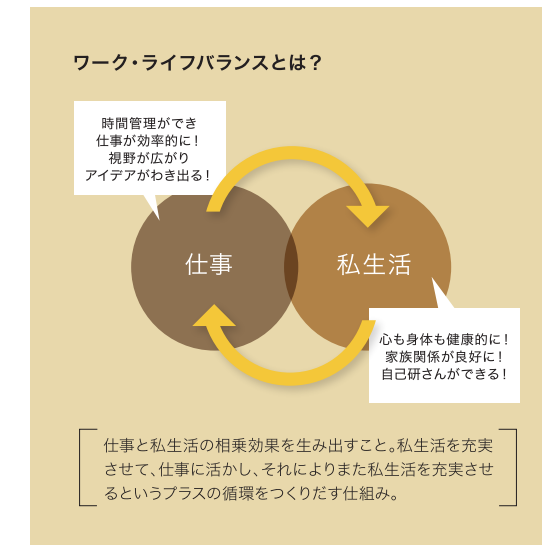 ワーク・ライフバランスとは？
時間管理ができ
仕事が効率的に！
視野が広がり
アイデアがわき出る！
仕事
私生活
心も身体も健康的に！
家族関係が良好に！
自己研さんができる！
仕事と私生活の相乗効果を生み出すこと。私生活を充実
させて、仕事に活かし、それによりまた私生活を充実させ
るというプラスの循環をつくりだす仕組み。